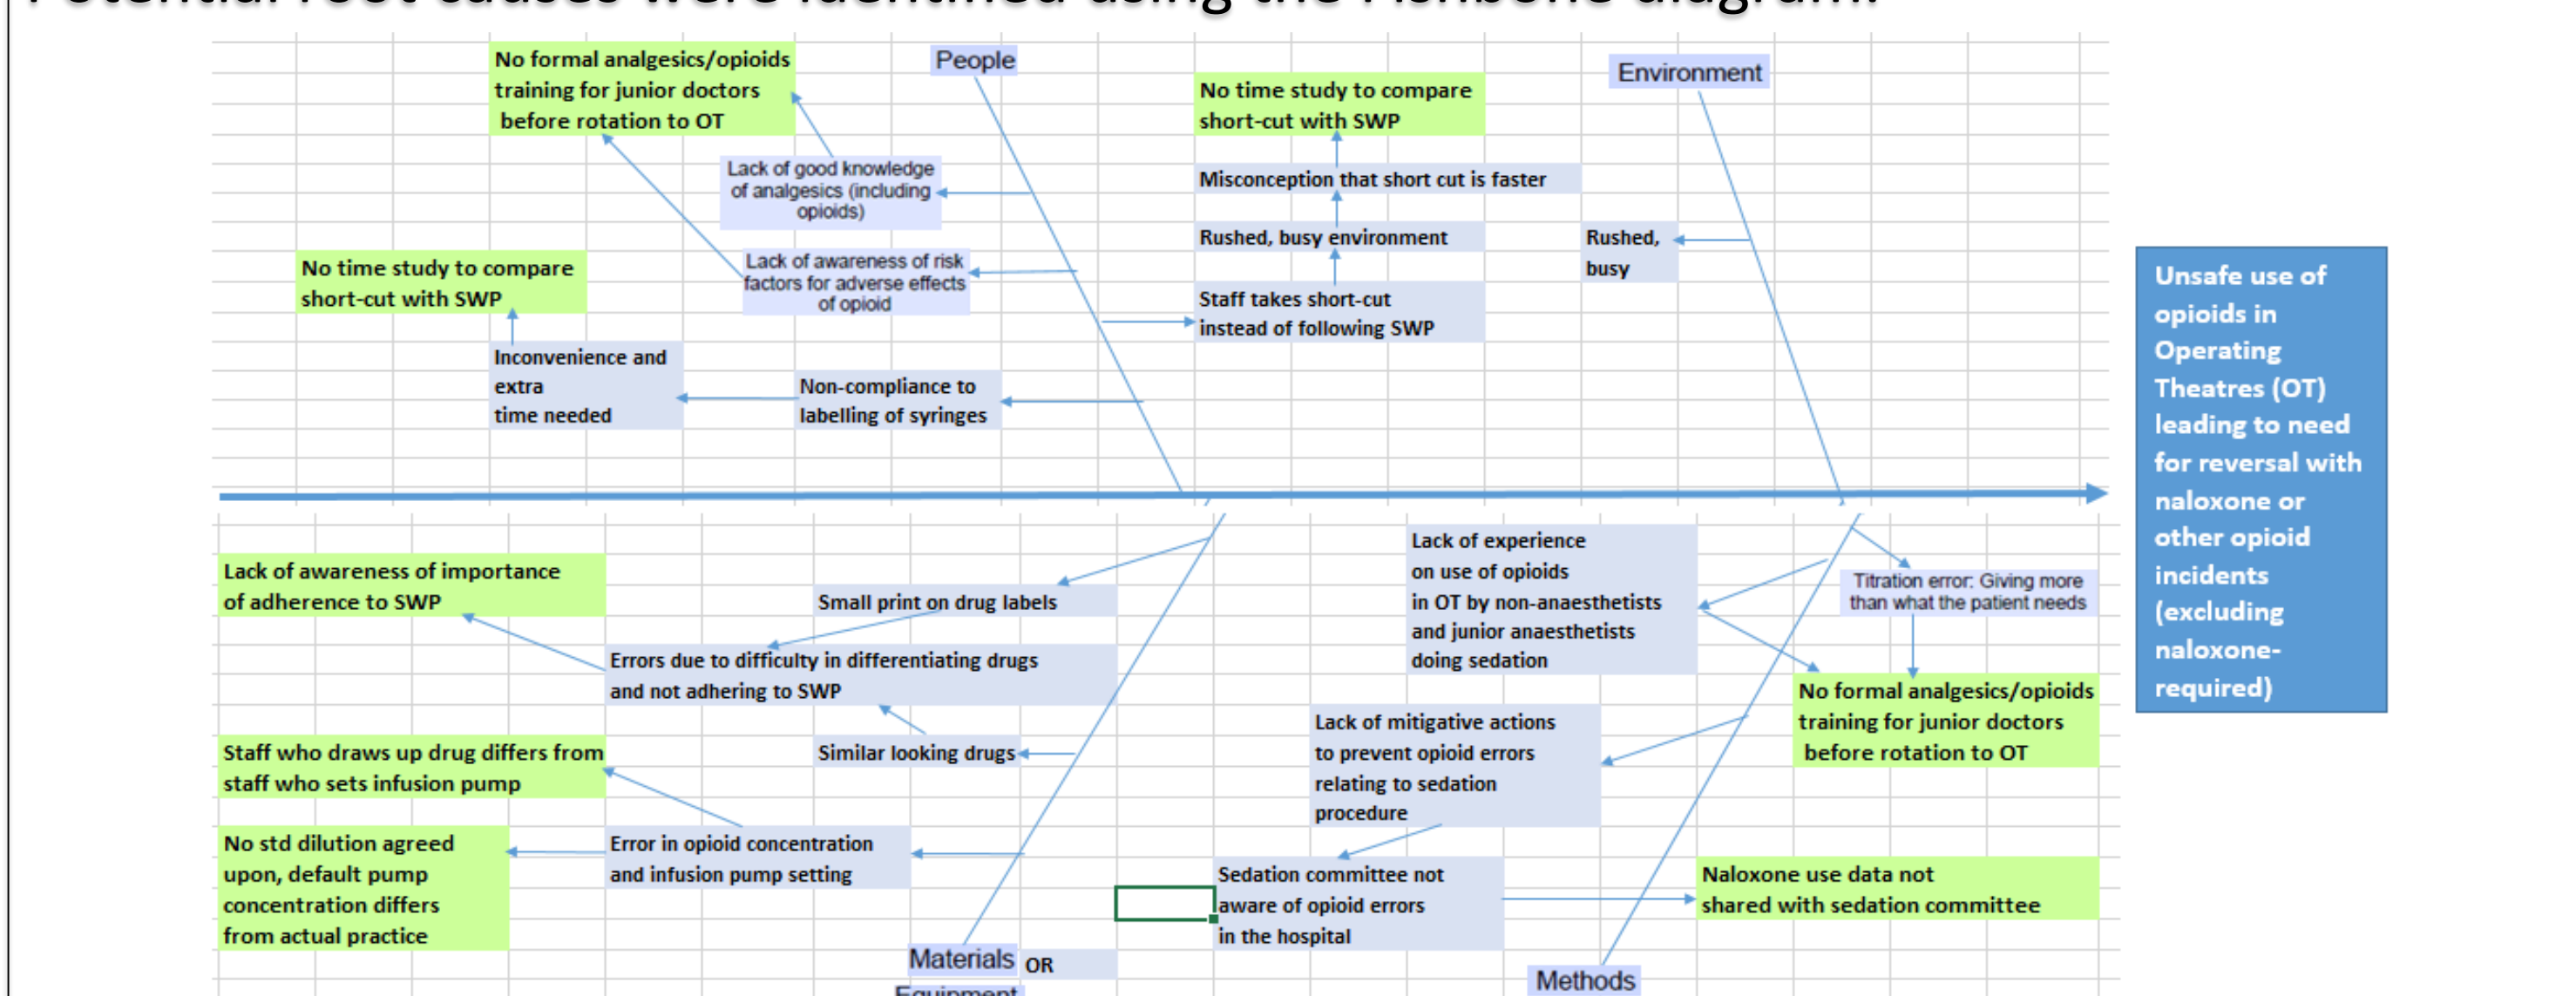 Potential root causes were identified using the Fishbone diagram.
No formal analgesics/opioids
training for junior doctors
before rotation to OT
People
Lack of good knowledge
of analgesics (including
opioids)
Lack of awareness of risk
factors for adverse effects
of opioid
No time study to compare
short-cut with SWP
Inconvenience and
extra
time needed
Non-compliance to
labelling of syringes
No time study to compare
short-cut with SWP
Misconception that short cut is faster
Rushed, busy environment
Staff takes short-cut
instead of following SWP
Environment
Rushed,
busy
Unsafe use of
opioids in
Operating
Theatres (OT)
leading to need
for reversal with
naloxone or
other opioid
incidents
(excluding
naloxone-
required)
Lack of awareness of importance
of adherence to SWP
Small print on drug labels
Errors due to difficulty in differentiating drugs
and not adhering to SWP
Similar looking drugs
Staff who draws up drug differs from
staff who sets infusion pump
No std dilution agreed
upon, default pump
concentration differs
from actual practice
Error in opioid concentration
and infusion pump setting
Materials OR
Equipment
Lack of experience
on use of opioids
in OT by non-anaesthetists
and junior anaesthetists
doing sedation
Titration error: Giving more
than what the patient needs
No formal analgesics/opioids
training for junior doctors
before rotation to OT
Lack of mitigative actions
to prevent opioid errors
relating to sedation
procedure
Sedation committee not
aware of opioid errors
in the hospital
Naloxone use data not
shared with sedation committee
Methods